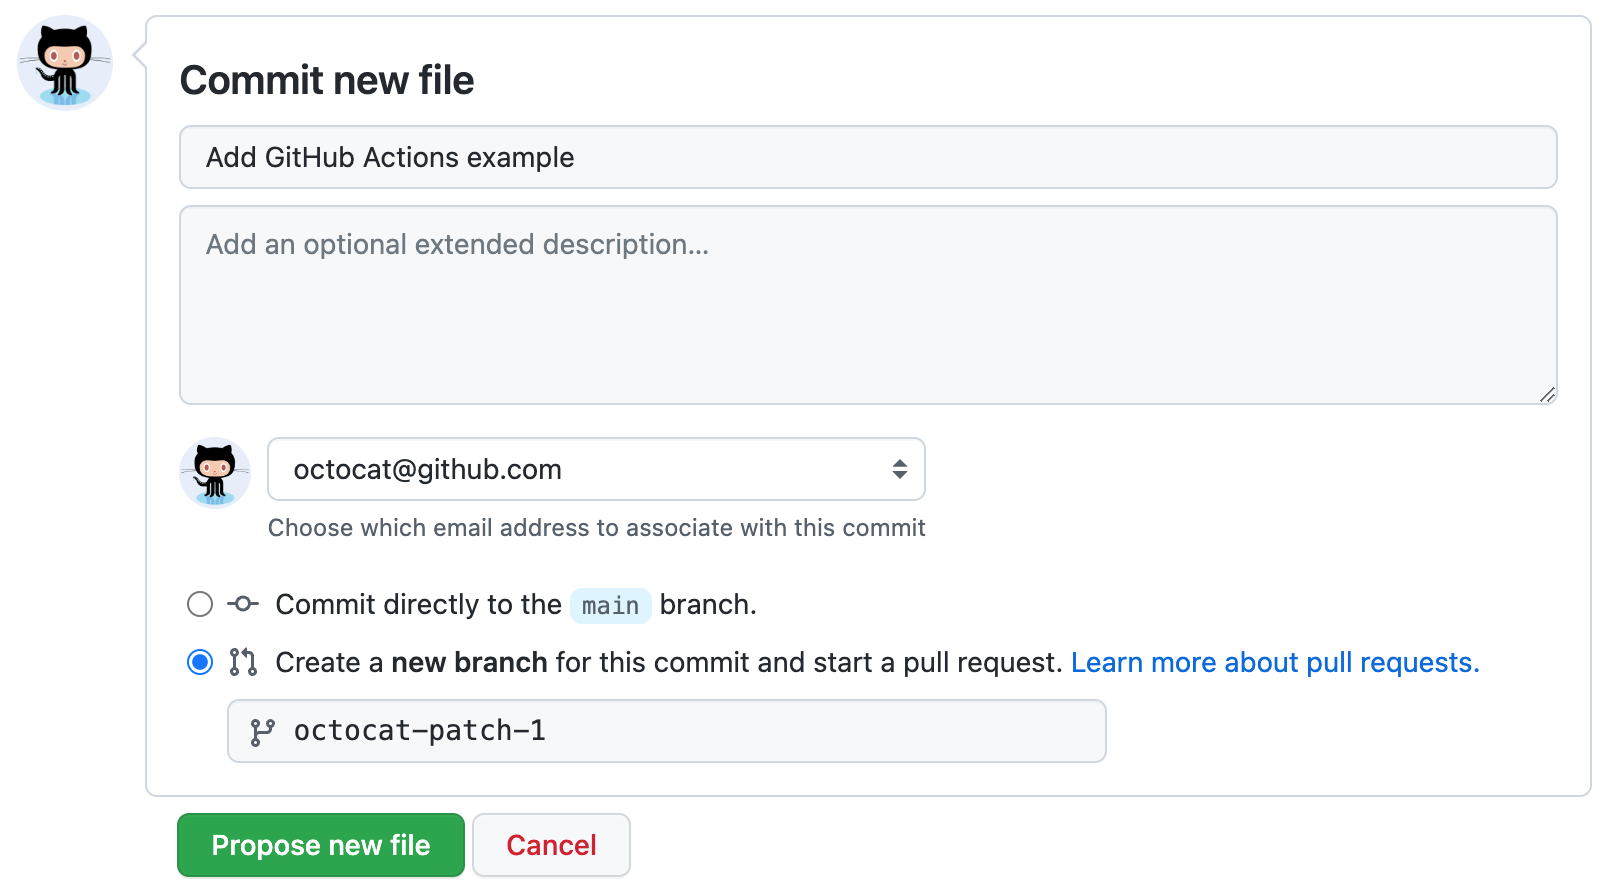 Commit new file
Add GitHub Actions example
Add an optional extended description...
octocat@github.com
Choose which email address to associate with this commit
Commit directly to the main branch.
Create a new branch for this commit and start a pull request. Learn more about pull requests.
octocat-patch-1
Propose new file
Cancel